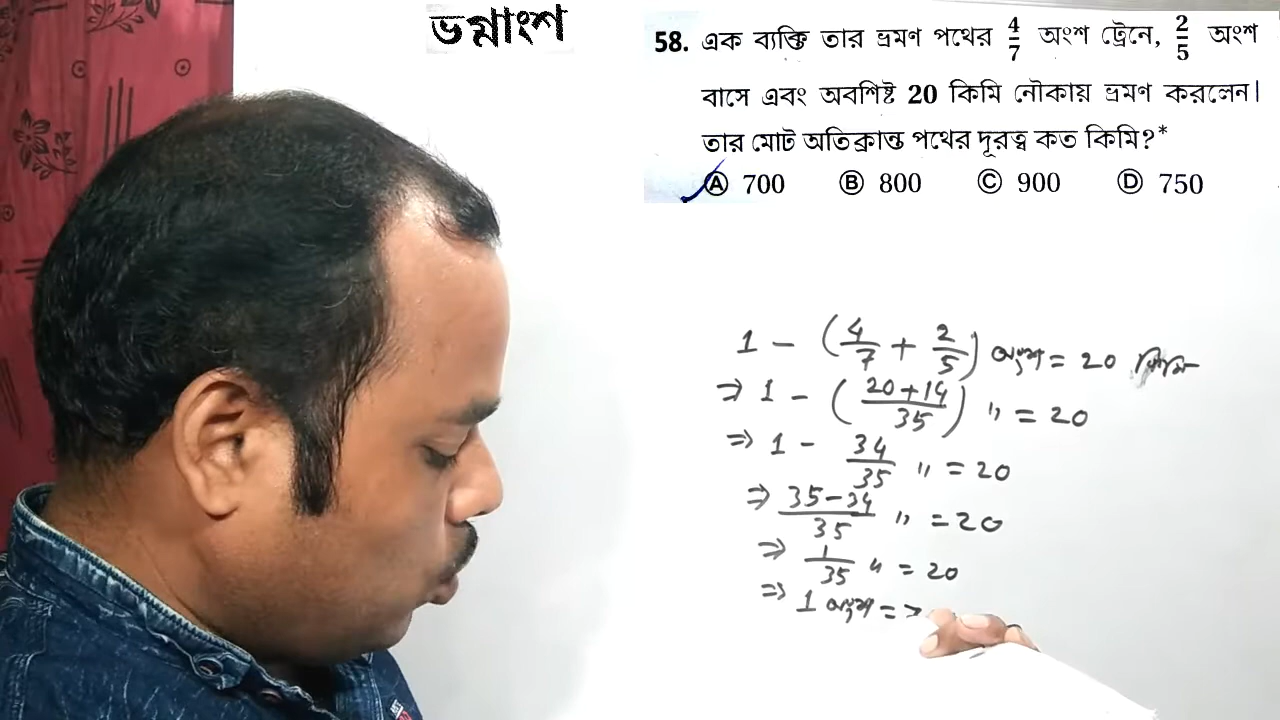 ভগ্নাংশ
58. এক ব্যক্তি তার ভ্রমণ পথের 4/7 অংশ ট্রেনে, 2/5 অংশ
বাসে এবং অবশিষ্ট 20 কিমি নৌকায় ভ্রমণ করলেন।
তার মোট অতিক্রান্ত পথের দূরত্ব কত কিমি?*
Ⓐ 700 Ⓑ 800 Ⓒ 900 Ⓓ 750
1 - (4/7 + 2/5) অংশ = 20 কিমি
⇒ 1 - (20+14/35) " = 20
⇒ 1 - 34/35 " = 20
⇒ 35-34/35 " = 20
⇒ 1/35 " = 20
⇒ 1 অংশ =